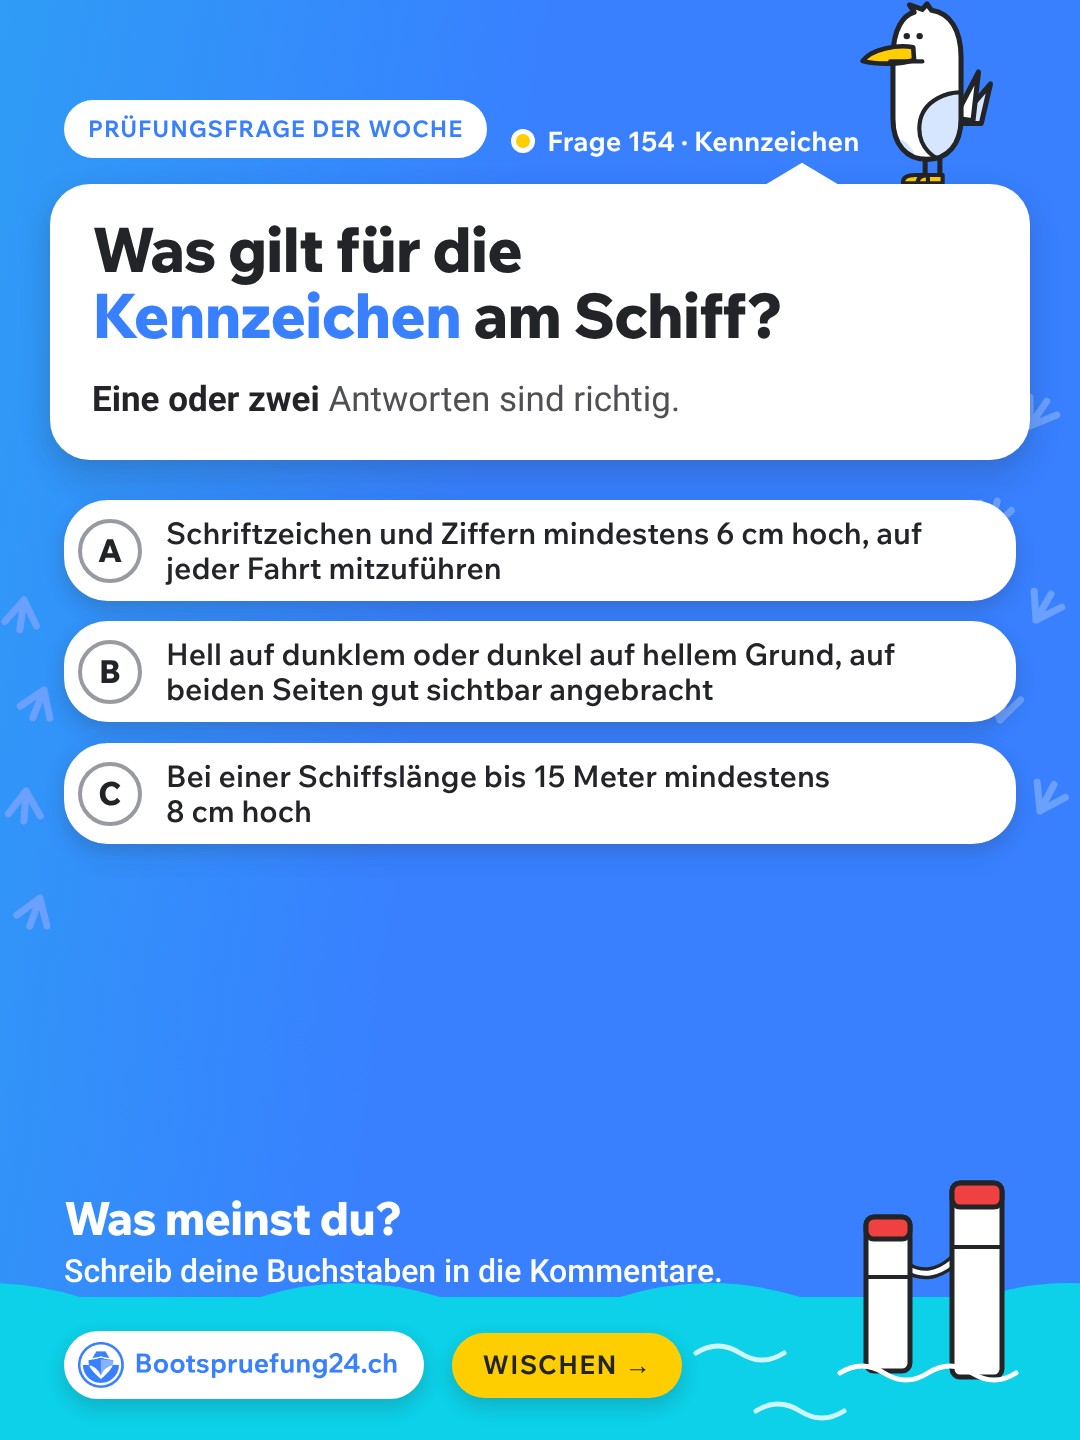 PRÜFUNGSFRAGE DER WOCHE
Frage 154 · Kennzeichen
Was gilt für die
Kennzeichen am Schiff?
Eine oder zwei Antworten sind richtig.
A
Schriftzeichen und Ziffern mindestens 6 cm hoch, auf
jeder Fahrt mitzuführen
B
Hell auf dunklem oder dunkel auf hellem Grund, auf
beiden Seiten gut sichtbar angebracht
C
Bei einer Schiffslänge bis 15 Meter mindestens
8 cm hoch
Was meinst du?
Schreib deine Buchstaben in die Kommentare.
Bootspruefung24.ch
WISCHEN →